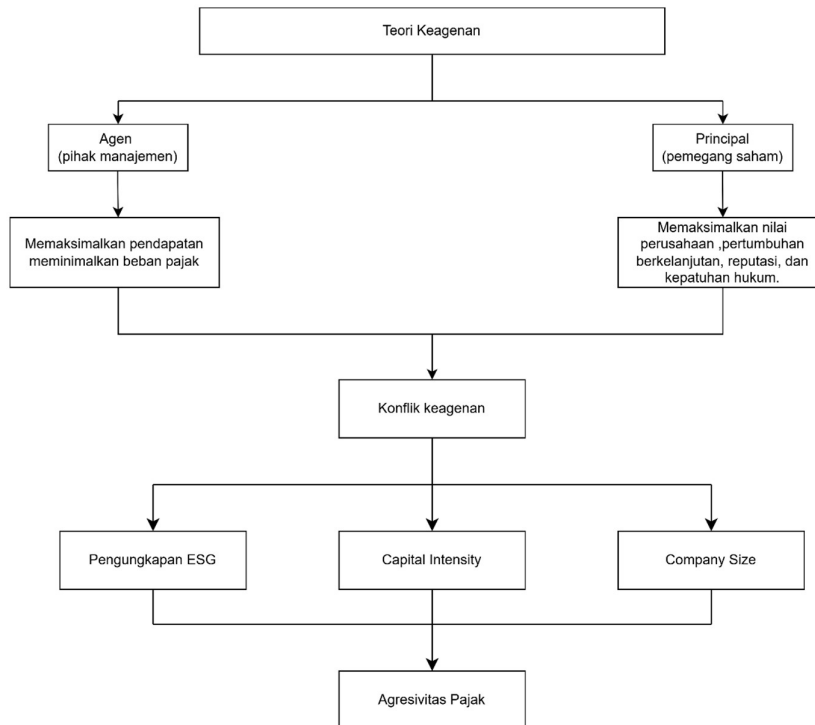 Teori Keagenan
Agen
(pihak manajemen)
Principal
(pemegang saham)
Memaksimalkan pendapatan
meminimalkan beban pajak
Memaksimalkan nilai
perusahaan ,pertumbuhan
berkelanjutan, reputasi, dan
kepatuhan hukum.
Konflik keagenan
Pengungkapan ESG
Capital Intensity
Company Size
Agresivitas Pajak